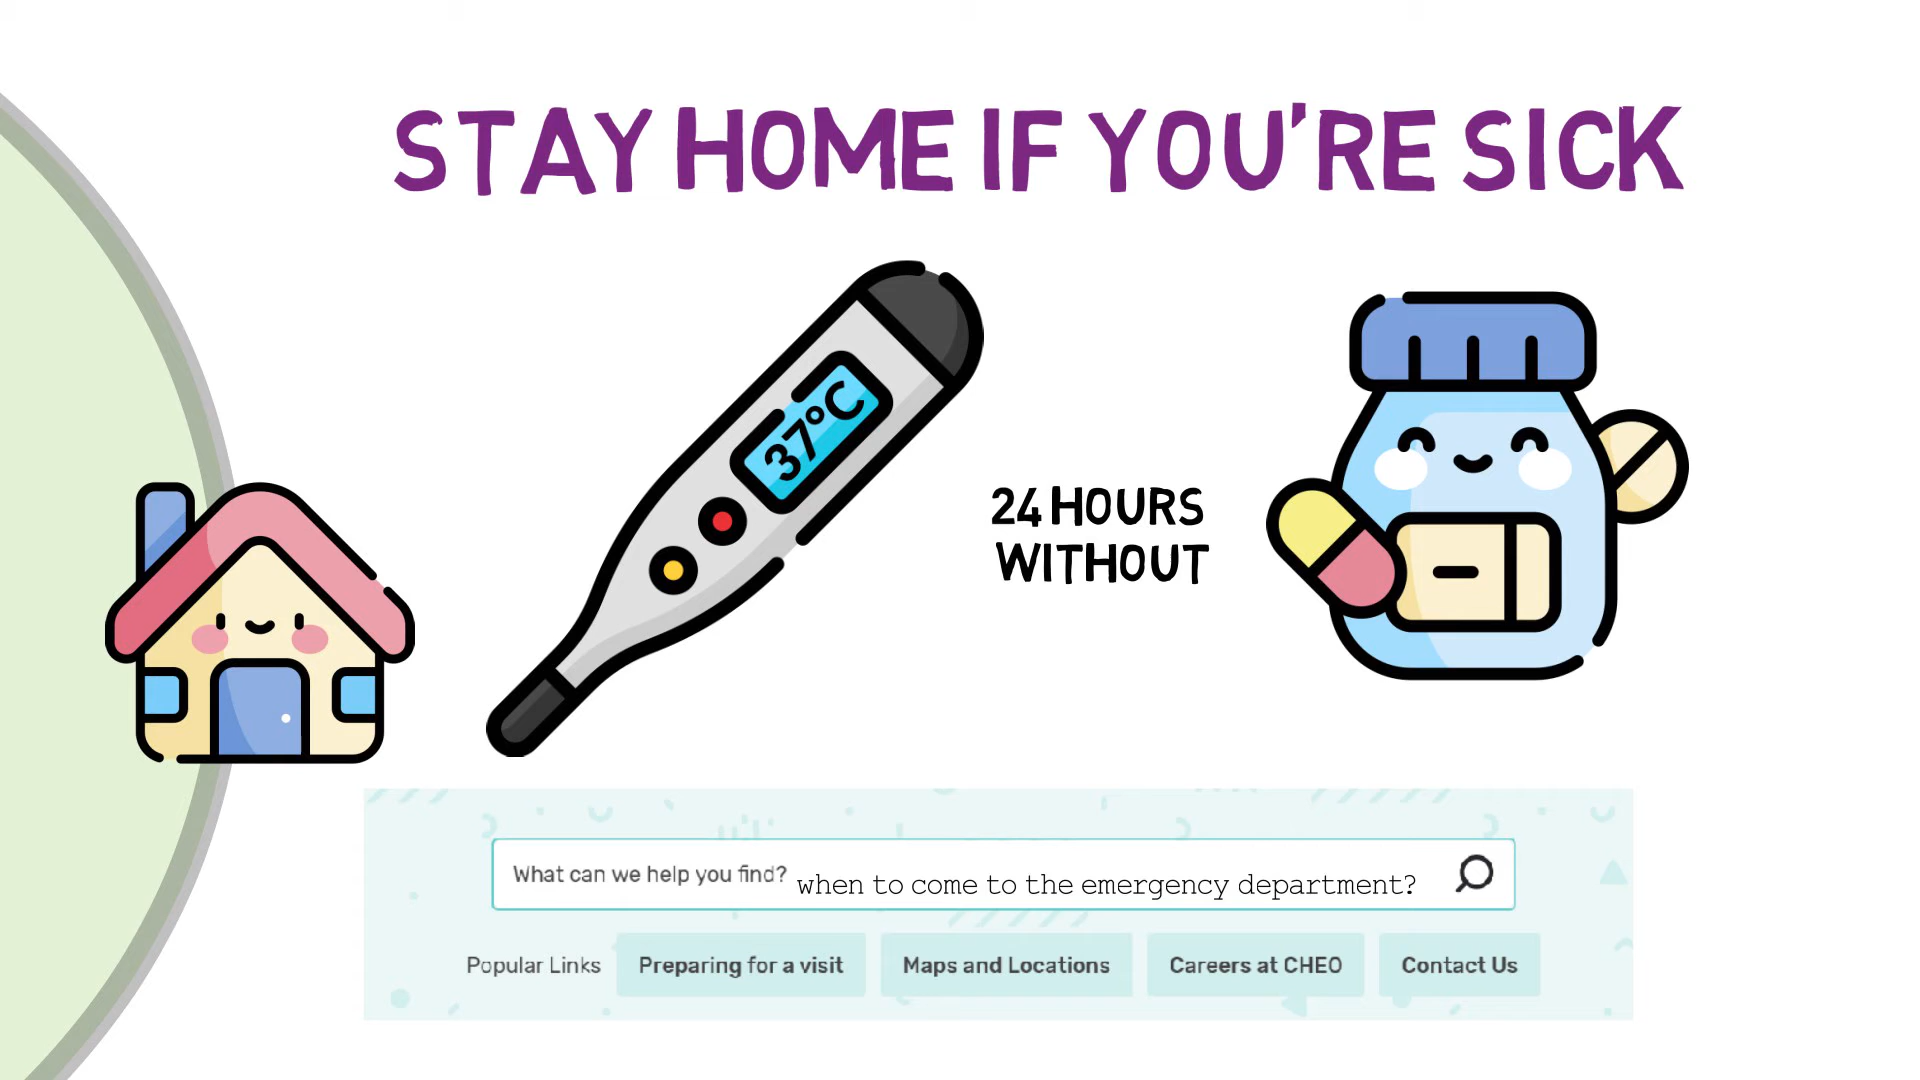 STAY HOME IF YOU'RE SICK
37°C
24 HOURS
WITHOUT
What can we help you find? when to come to the emergency department?
Popular Links Preparing for a visit Maps and Locations Careers at CHEO Contact Us